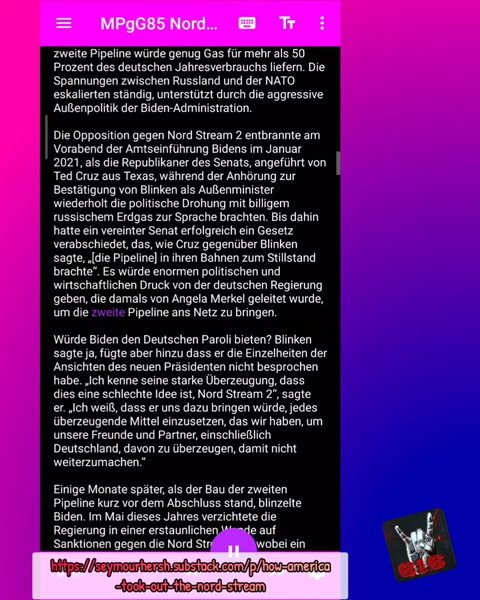 MPgG85 Nord...
zweite Pipeline würde genug Gas für mehr als 50
Prozent des deutschen Jahresverbrauchs liefern. Die
Spannungen zwischen Russland und der NATO
eskalierten ständig, unterstützt durch die aggressive
Außenpolitik der Biden-Administration.
Die Opposition gegen Nord Stream 2 entbrannte am
Vorabend der Amtseinführung Bidens im Januar
2021, als die Republikaner des Senats, angeführt von
Ted Cruz aus Texas, während der Anhörung zur
Bestätigung von Blinken als Außenminister
wiederholt die politische Drohung mit billigem
russischem Erdgas zur Sprache brachten. Bis dahin
hatte ein vereinter Senat erfolgreich ein Gesetz
verabschiedet, das, wie Cruz gegenüber Blinken
sagte, „[die Pipeline] in ihren Bahnen zum Stillstand
brachte“. Es würde enormen politischen und
wirtschaftlichen Druck von der deutschen Regierung
geben, die damals von Angela Merkel geleitet wurde,
um die zweite Pipeline ans Netz zu bringen.
Würde Biden den Deutschen Paroli bieten? Blinken
sagte ja, fügte aber hinzu dass er die Einzelheiten der
Ansichten des neuen Präsidenten nicht besprochen
habe. „Ich kenne seine starke Überzeugung, dass
dies eine schlechte Idee ist, Nord Stream 2“, sagte
er. „Ich weiß, dass er uns dazu bringen würde, jedes
überzeugende Mittel einzusetzen, das wir haben, um
unsere Freunde und Partner, einschließlich
Deutschland, davon zu überzeugen, damit nicht
weiterzumachen.“
Einige Monate später, als der Bau der zweiten
Pipeline kurz vor dem Abschluss stand, blinzelte
Biden. Im Mai dieses Jahres verzichtete die
Regierung in einer erstaunlichen auf
Sanktionen gegen die Nord wobei ein
https://seymourhersh.substack.com/p/how-america
-took-out-the-nord-stream